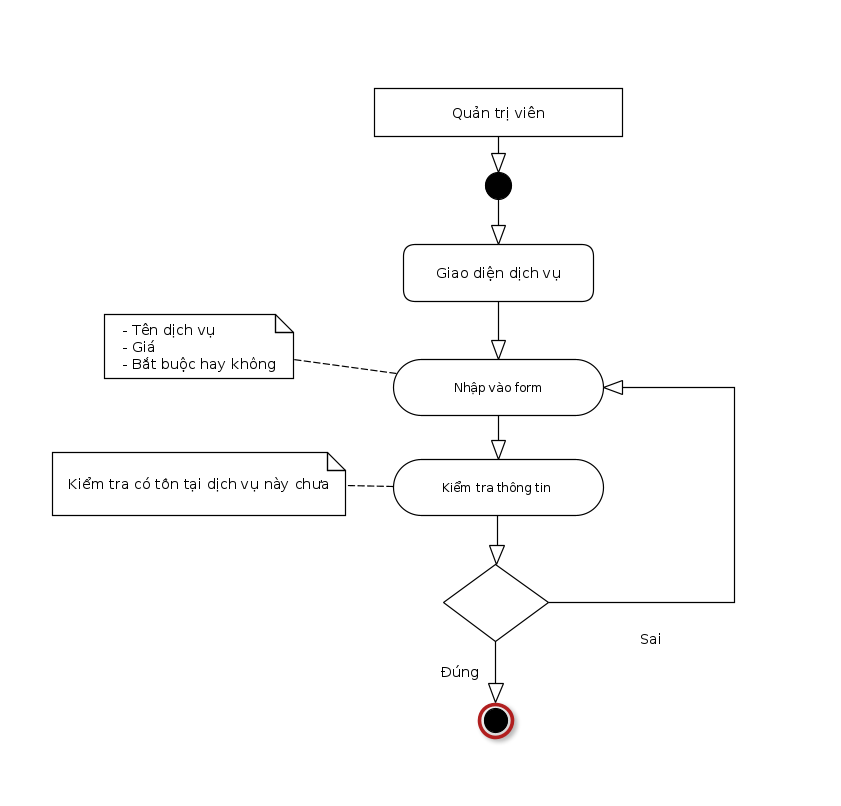 Quản trị viên
Giao diện dịch vụ
- Tên dịch vụ
- Giá
- Bắt buộc hay không
Nhập vào form
Kiểm tra có tồn tại dịch vụ này chưa
Kiểm tra thông tin
Sai
Đúng